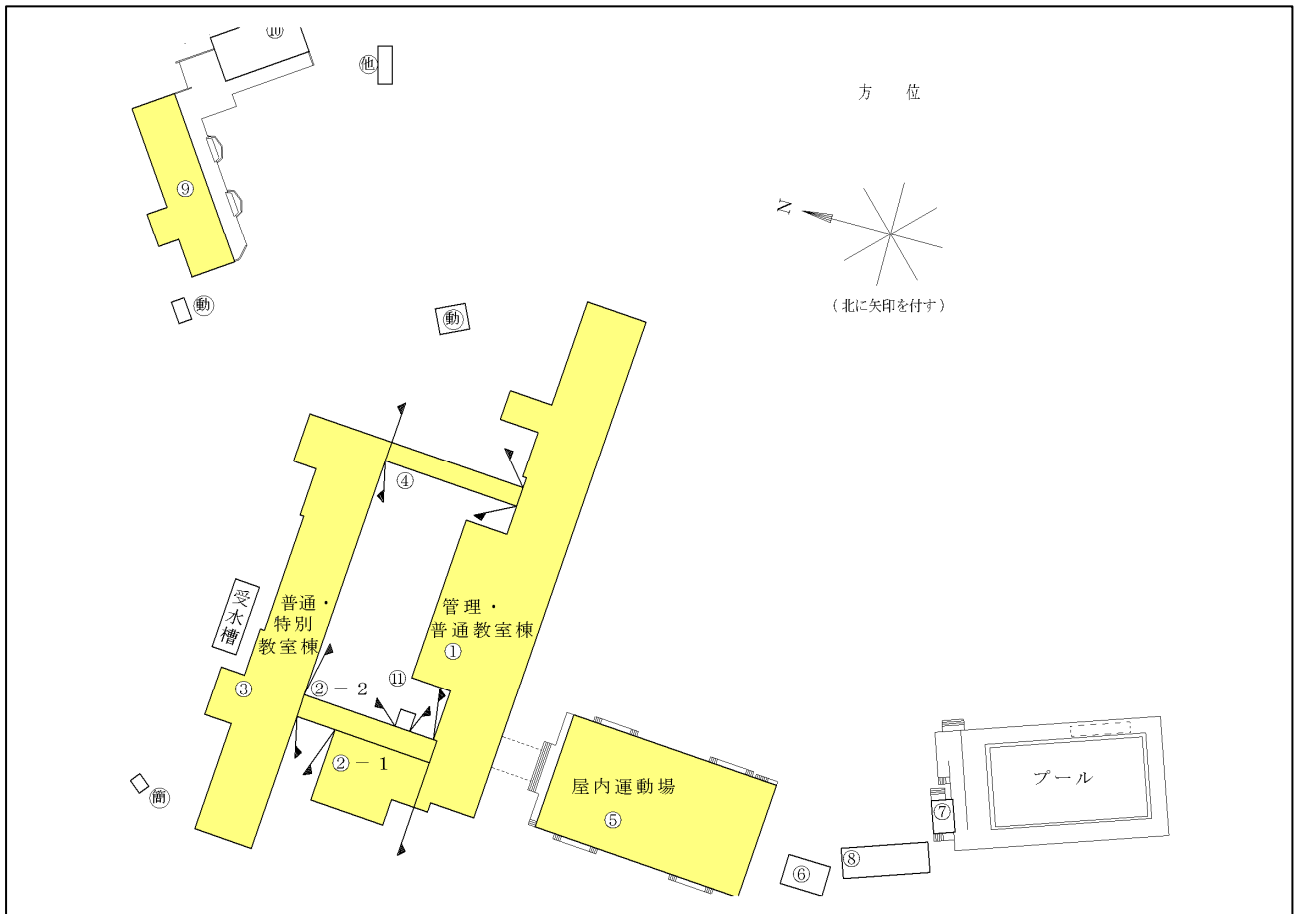 ⑩
他
方 位
⑨
N
(北に矢印を付す)
動
動
④
受水槽
普通・
特別
教室棟
管理・
普通教室棟
①
③
⑪
②-2
②-1
屋内運動場
⑤
プール
簡
⑦
⑧
⑥